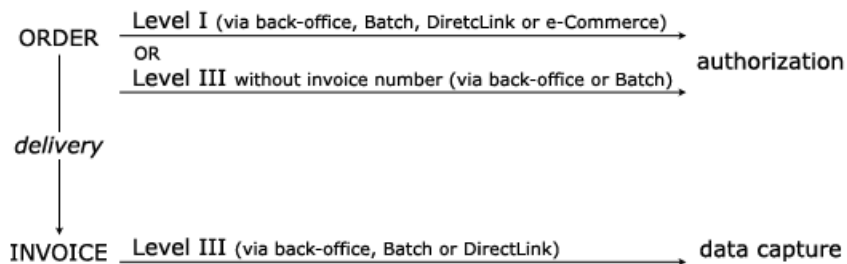 Level I (via back-office, Batch, DiretcLink or e-Commerce)
ORDER
OR
authorization
Level III without invoice number (via back-office or Batch)
delivery
INVOICE
Level III (via back-office, Batch or DirectLink)
data capture